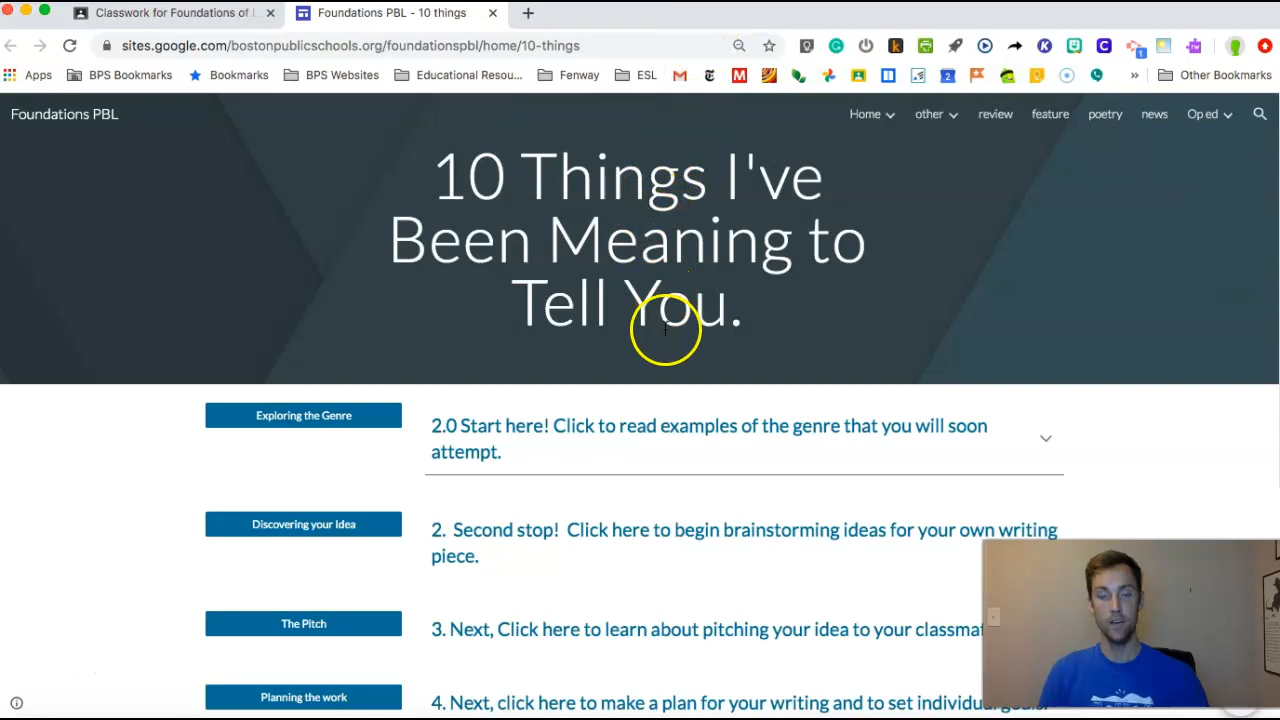 Classwork for Foundations of L
Foundations PBL - 10 things
sites.google.com/bostonpublicschools.org/foundationspbl/home/10-things
Apps BPS Bookmarks Bookmarks BPS Websites Educational Resou... Fenway ESL Other Bookmarks
Foundations PBL
Home other review feature poetry news Op ed
10 Things I've
Been Meaning to
Tell You.
Exploring the Genre
2.0 Start here! Click to read examples of the genre that you will soon
attempt.
Discovering your Idea
2. Second stop! Click here to begin brainstorming ideas for your own writing
piece.
The Pitch
3. Next, Click here to learn about pitching your idea to your classmat
Planning the work
4. Next, click here to make a plan for your writing and to set individual goals.